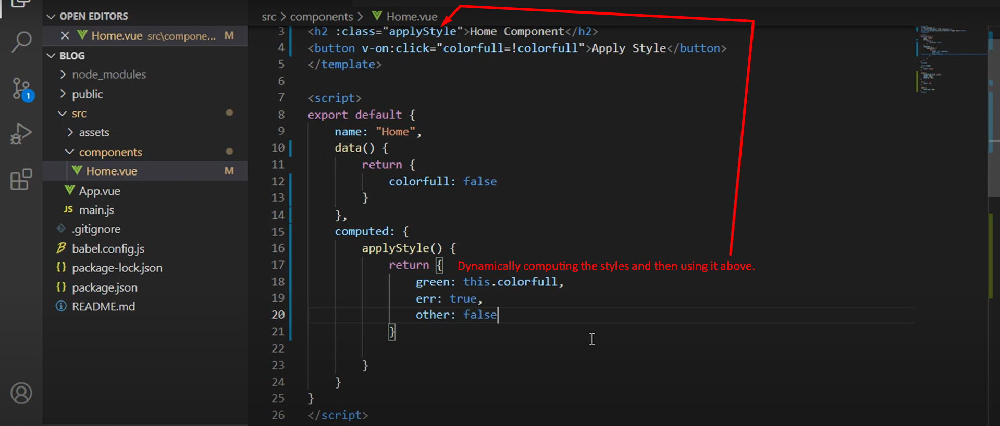 OPEN EDITORS
Home.vue src\compone... M
BLOG
node_modules
public
src
assets
components
Home.vue M
App.vue
JS main.js
.gitignore
babel.config.js
{} package-lock.json
{} package.json
README.md
1
src > components > Home.vue
3 <h2 :class="applyStyle">Home Component</h2>
4 <button v-on:click="colorfull=!colorfull">Apply Style</button>
5 </template>
6
7 <script>
8 export default {
9 name: "Home",
10 data() {
11 return {
12 colorfull: false
13 }
14 },
15 computed: {
16 applyStyle() {
17 return { Dynamically computing the styles and then using it above.
18 green: this.colorfull,
19 err: true,
20 other: false
21 }
22
23 }
24 }
25 }
26 </script>